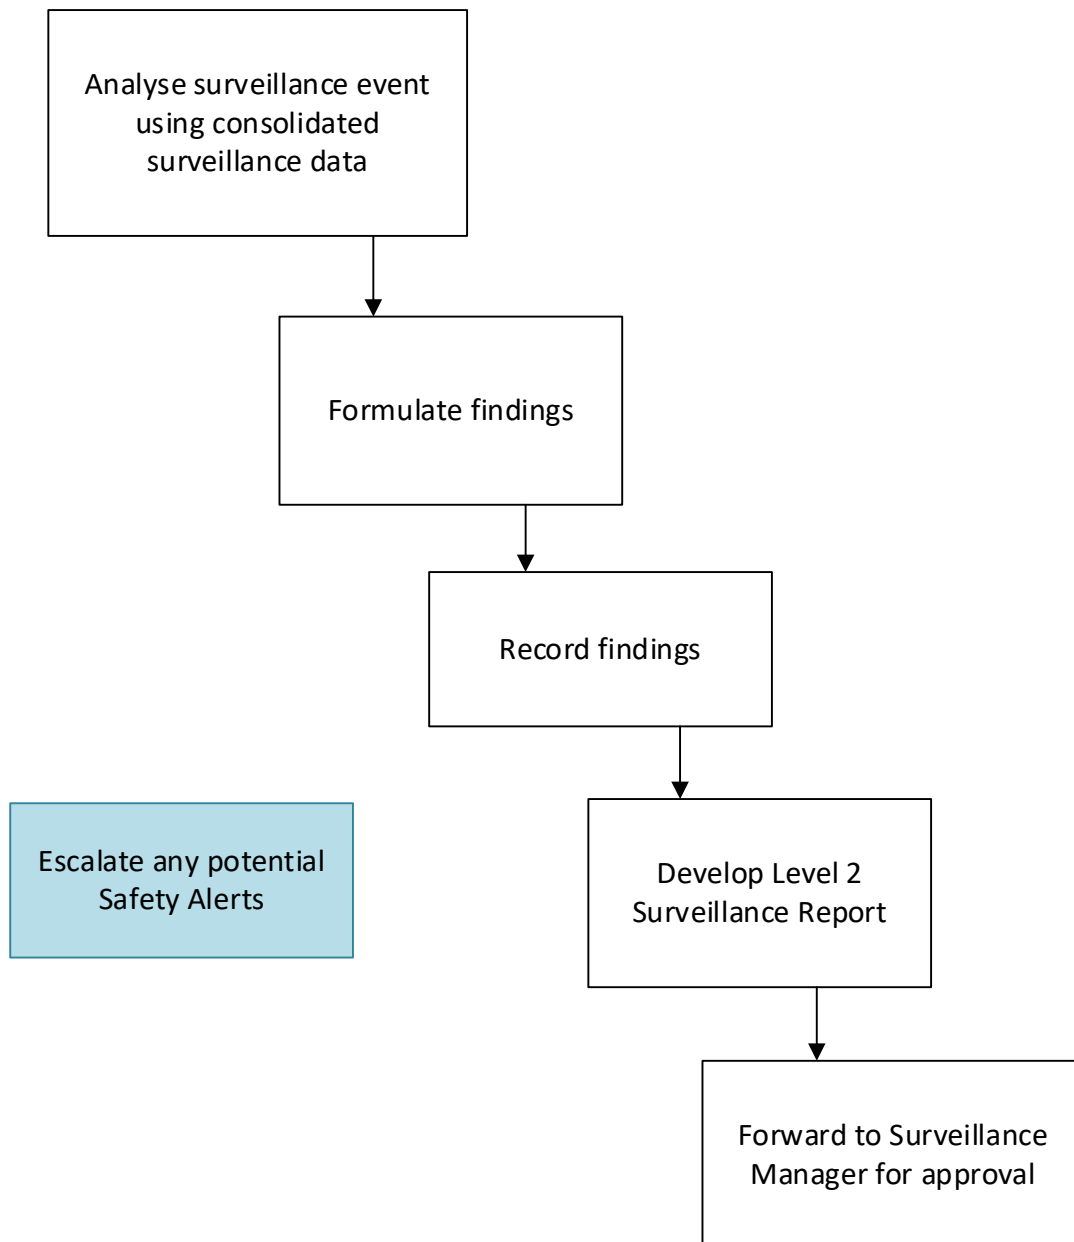 Analyse surveillance event
using consolidated
surveillance data
Formulate findings
Record findings
Escalate any potential
Safety Alerts
Develop Level 2
Surveillance Report
Forward to Surveillance
Manager for approval